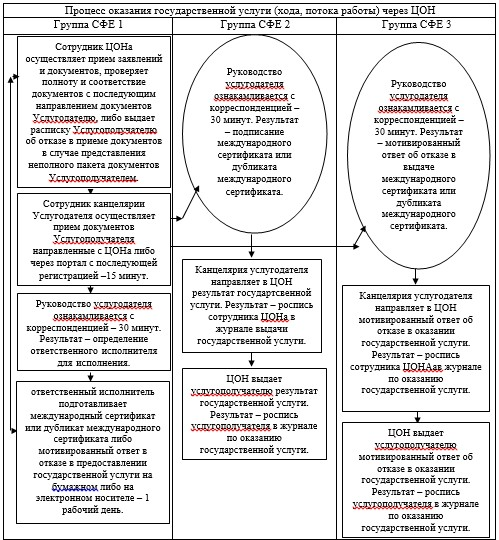 Процесс оказания государственной услуги (хода, потока работы) через ЦОН
Группа СФЕ 1
Группа СФЕ 2
Группа СФЕ 3
Сотрудник ЦОНа
осуществляет прием заявлений
и документов, проверяет
полноту и соответствие
документов с последующим
направлением документов
Услугодателю, либо выдает
расписку Услугополучателю
об отказе в приеме документов
в случае представления
неполного пакета документов
Услугополучателем.
Сотрудник канцелярии
Услугодателя осуществляет
прием документов
Услугополучателя
направленные с ЦОНа либо
через портал с последующей
регистрацией –15 минут.
Руководство услугодателя
ознакамливается с
корреспонденцией – 30 минут.
Результат – определение
ответственного исполнителя
для исполнения.
ответственный исполнитель
подготавливает
международный сертификат
или дубликат международного
сертификата либо
мотивированный ответ в
отказе в предоставлении
государственной услуги на
бумажном либо на
электронном носителе – 1
рабочий день.
Руководство
услугодателя
ознакамливается с
корреспонденцией –
30 минут. Результат
– подписание
международного
сертификата или
дубликата
международного
сертификата.
Канцелярия услугодателя
направляет в ЦОН
результат государтсвенной
услуги. Результат – роспись
сотрудника ЦОНа в
журнале выдачи
государственной услуги.
ЦОН выдает
услугополучателю результат
государственной услуги.
Результат – роспись
услугополучателя в журнале
по оказанию
государственной услуги.
Руководство
услугодателя
ознакамливается с
корреспонденцией –
30 минут. Результат
– мотивированный
ответ об отказе в
выдаче
международного
сертификата или
дубликата
международного
сертификата.
Канцелярия услугодателя
направляет в ЦОН
мотивированный ответ об
отказе в оказании
государственной услуги.
Результат – роспись
сотрудника ЦОНАав журнале
по оказанию
государственной услуги.
ЦОН выдает
услугополучателю
мотивированный ответ об
отказе в оказании
государственной услуги.
Результат – роспись
услугополучателя в журнале
по оказанию
государственной услуги.